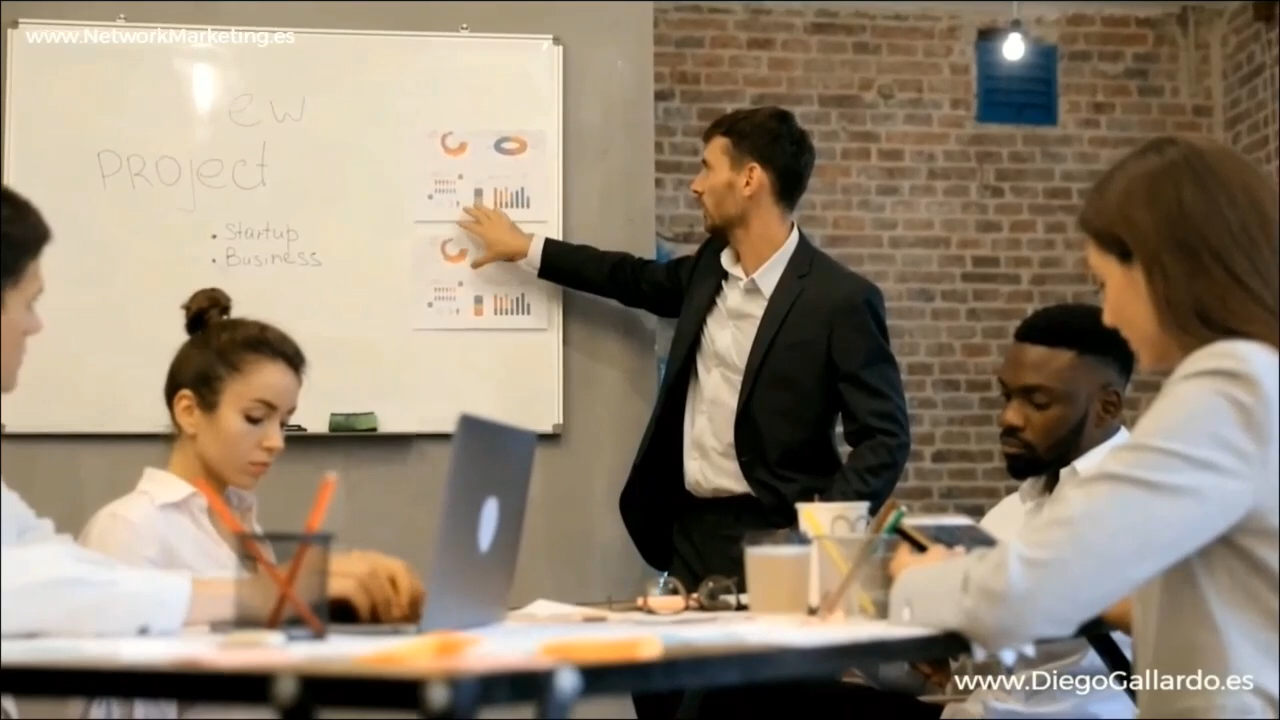 www.NetworkMarketing.es
ew
PROject
• Startup
• Business
www.DiegoGallardo.es